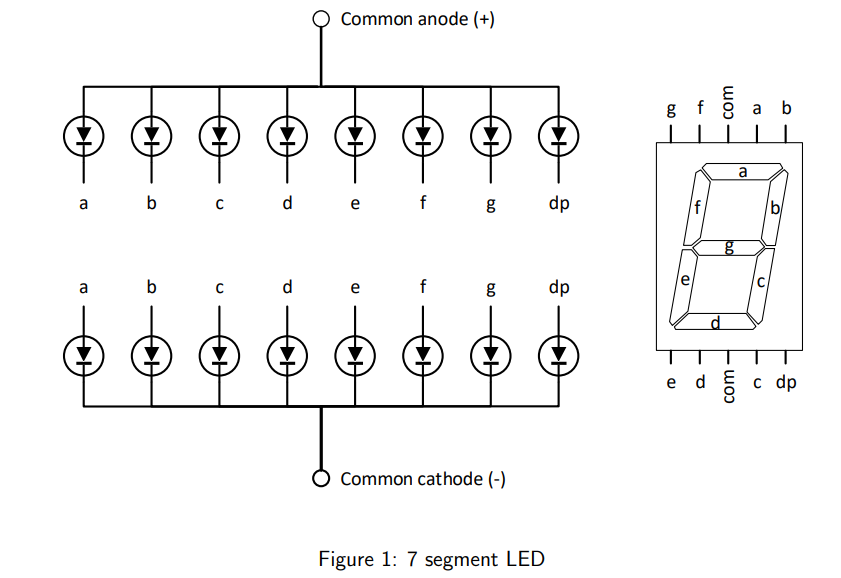 Common anode (+)
a b c d e f g dp
a b c d e f g dp
Common cathode (-)
g f com a b
a
f b
g
e c
d
e d com c dp
Figure 1: 7 segment LED